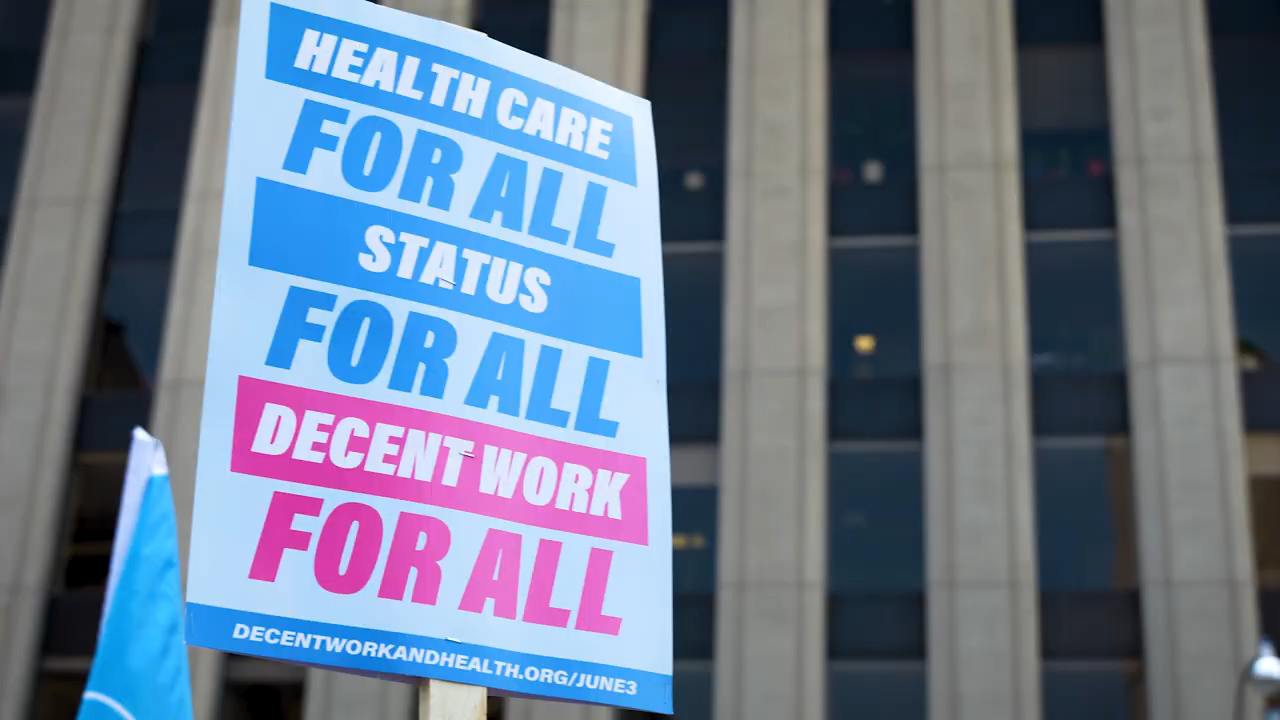 HEALTH CARE
FOR ALL
STATUS
FOR ALL
DECENT WORK
FOR ALL
DECENTWORKANDHEALTH.ORG/JUNE3